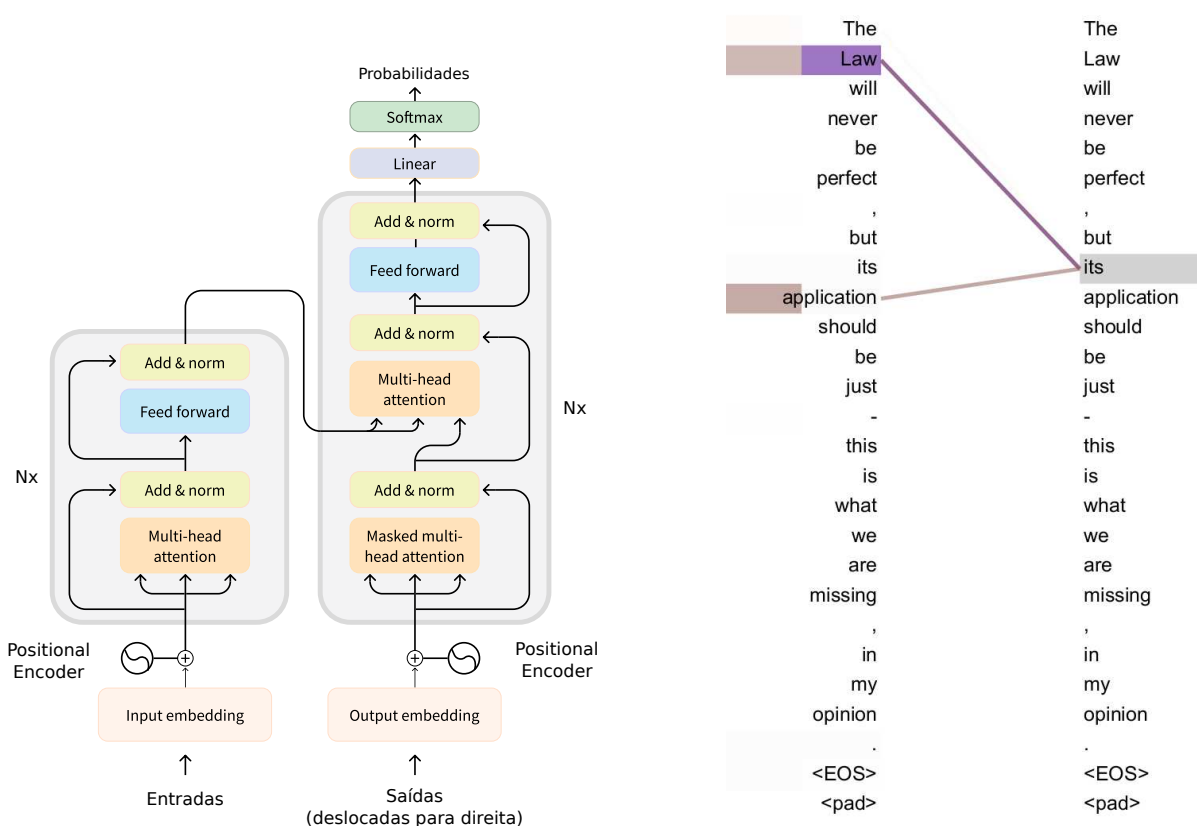 Probabilidades
Softmax
Linear
Add & norm
Feed forward
Add & norm
Multi-head
attention
Nx
Add & norm
Masked multi-
head attention
Positional
Encoder
Output embedding
Saídas
(deslocadas para direita)
Add & norm
Feed forward
Nx
Add & norm
Multi-head
attention
Positional
Encoder
Input embedding
Entradas
The
Law
will
never
be
perfect
,
but
its
application
should
be
just
-
this
is
what
we
are
missing
,
in
my
opinion
.
<EOS>
<pad>
The
Law
will
never
be
perfect
,
but
its
application
should
be
just
-
this
is
what
we
are
missing
,
in
my
opinion
.
<EOS>
<pad>